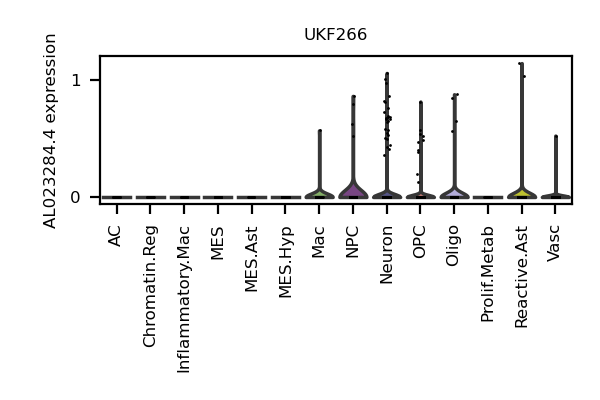 UKF266
AL023284.4 expression
1
0
AC
Chromatin.Reg
Inflammatory.Mac
MES
MES.Ast
MES.Hyp
Mac
NPC
Neuron
OPC
Oligo
Prolif.Metab
Reactive.Ast
Vasc